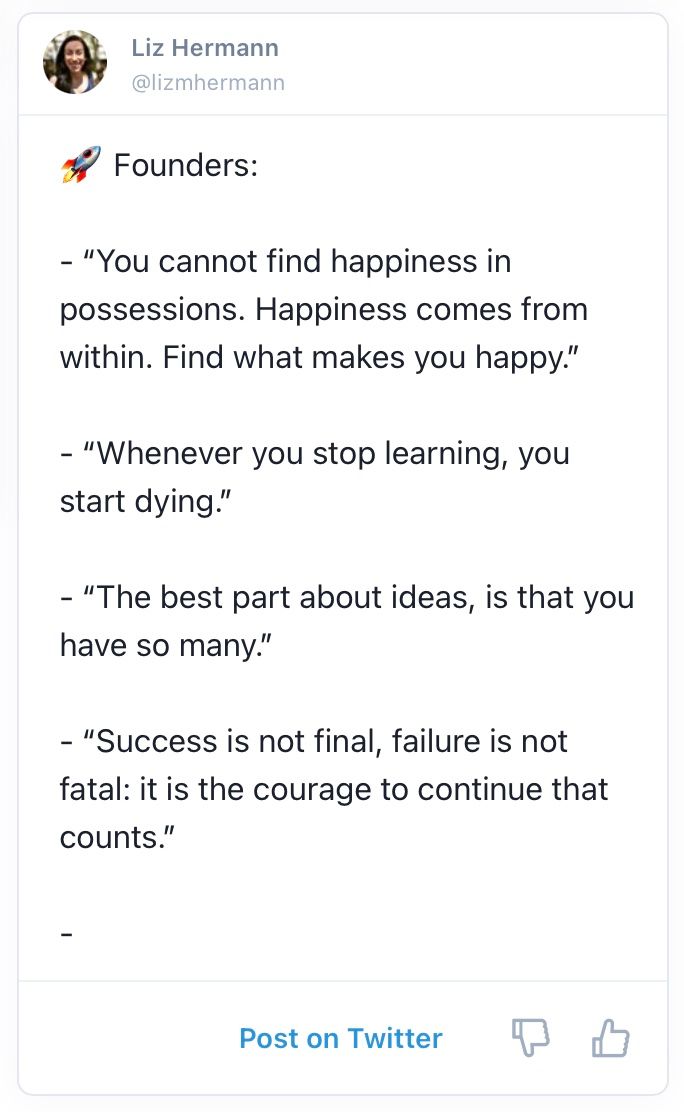 Liz Hermann
@lizmhermann
🚀 Founders:
- “You cannot find happiness in
possessions. Happiness comes from
within. Find what makes you happy.”
- “Whenever you stop learning, you
start dying.”
- “The best part about ideas, is that you
have so many.”
- “Success is not final, failure is not
fatal: it is the courage to continue that
counts.”
-
Post on Twitter